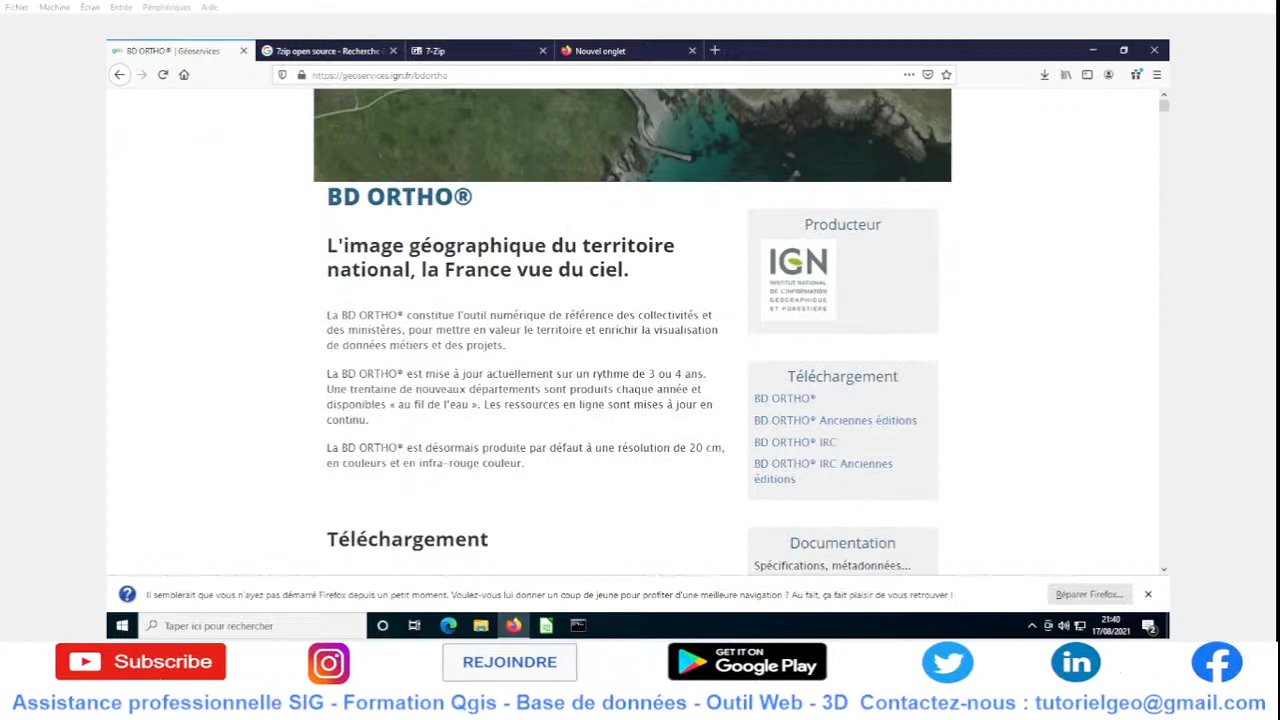 Fichier Machine Écran Entrée Périphériques Aide
BD ORTHO® | Géoservices
7zip open source - Recherche
7-Zip
Nouvel onglet
https://geoservices.ign.fr/bdortho
BD ORTHO®
L'image géographique du territoire
national, la France vue du ciel.
La BD ORTHO® constitue l'outil numérique de référence des collectivités et
des ministères, pour mettre en valeur le territoire et enrichir la visualisation
de données métiers et des projets.
La BD ORTHO® est mise à jour actuellement sur un rythme de 3 ou 4 ans.
Une trentaine de nouveaux départements sont produits chaque année et
disponibles « au fil de l'eau ». Les ressources en ligne sont mises à jour en
continu.
La BD ORTHO® est désormais produite par défaut à une résolution de 20 cm,
en couleurs et en infra-rouge couleur.
Téléchargement
Producteur
IGN
INSTITUT NATIONAL
DE L'INFORMATION
GÉOGRAPHIQUE
ET FORESTIÈRE
Téléchargement
BD ORTHO®
BD ORTHO® Anciennes éditions
BD ORTHO® IRC
BD ORTHO® IRC Anciennes
éditions
Documentation
Spécifications, métadonnées...
Il semblerait que vous n'ayez pas démarré Firefox depuis un petit moment. Voulez-vous lui donner un coup de jeune pour profiter d'une meilleure navigation ? Au fait, ça fait plaisir de vous retrouver !
Réparer Firefox...
Taper ici pour rechercher
21:40
17/08/2021
2
Subscribe
REJOINDRE
GET IT ON
Google Play
Assistance professionnelle SIG - Formation Qgis - Base de données - Outil Web - 3D Contactez-nous : tutorielgeo@gmail.com